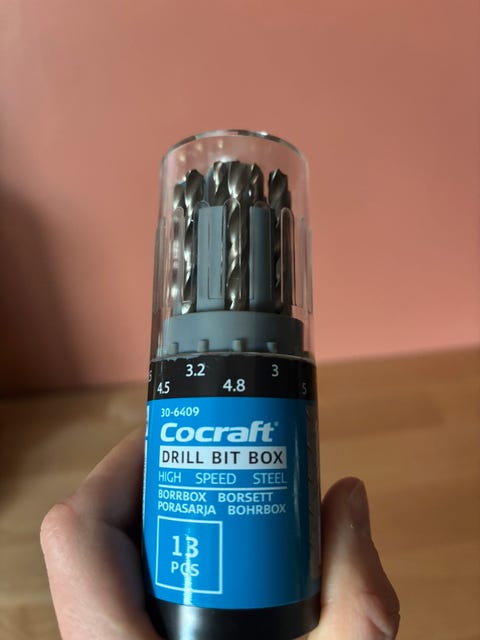 3.2 3
4.5 4.8 5
30-6409
Cocraft®
DRILL BIT BOX
HIGH SPEED STEEL
BORRBOX BORSETT
PORASARJA BOHRBOX
13
PCS